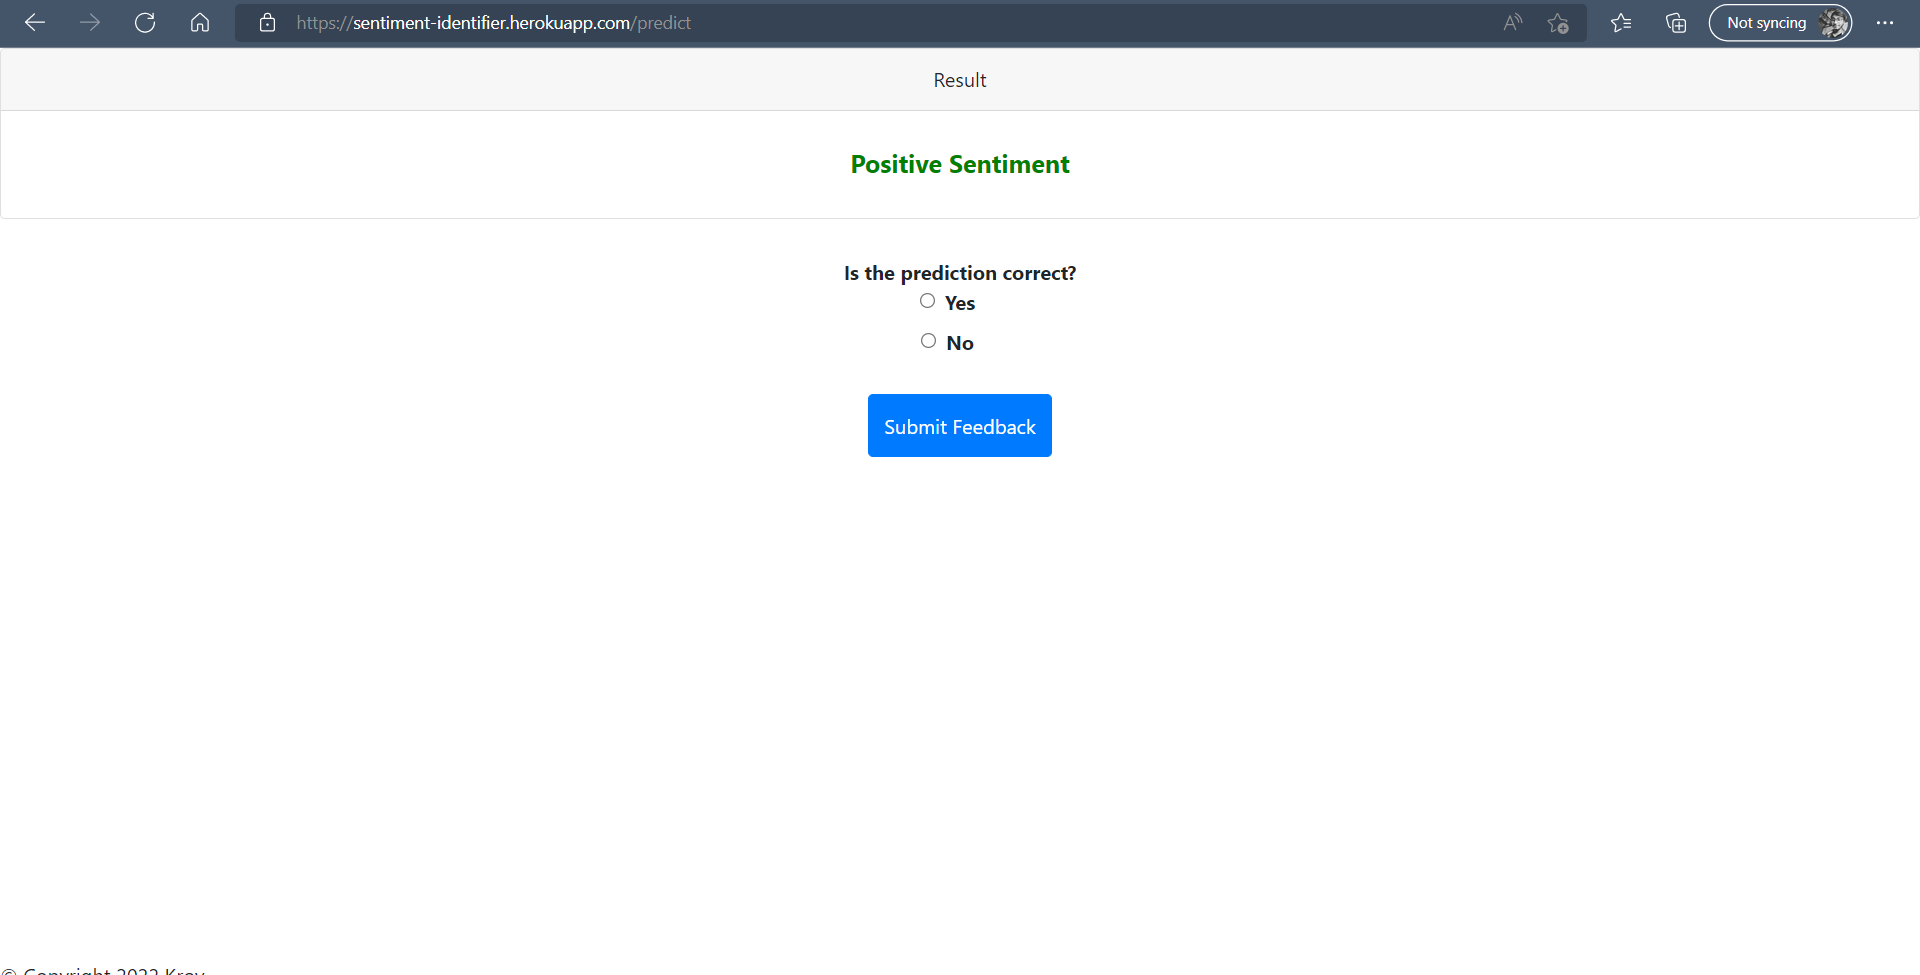 https://sentiment-identifier.herokuapp.com/predict
Not syncing
Result
Positive Sentiment
Is the prediction correct?
Yes
No
Submit Feedback
© Copyright 2022